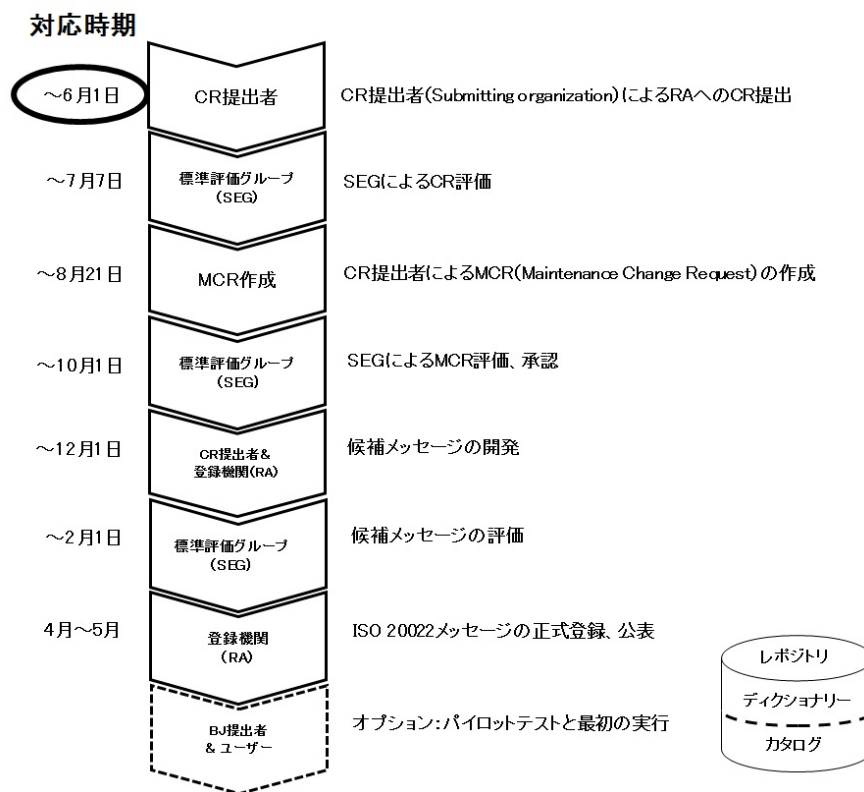 対応時期
～6月1日
CR提出者
CR提出者(Submitting organization)によるRAへのCR提出
～7月7日
標準評価グループ
(SEG)
SEGによるCR評価
～8月21日
MCR作成
CR提出者によるMCR(Maintenance Change Request)の作成
～10月1日
標準評価グループ
(SEG)
SEGによるMCR評価、承認
～12月1日
CR提出者&
登録機関(RA)
候補メッセージの開発
～2月1日
標準評価グループ
(SEG)
候補メッセージの評価
4月～5月
登録機関
(RA)
ISO 20022メッセージの正式登録、公表
BJ提出者
& ユーザー
オプション：パイロットテストと最初の実行
レポジトリ
ディクショナリー
カタログ